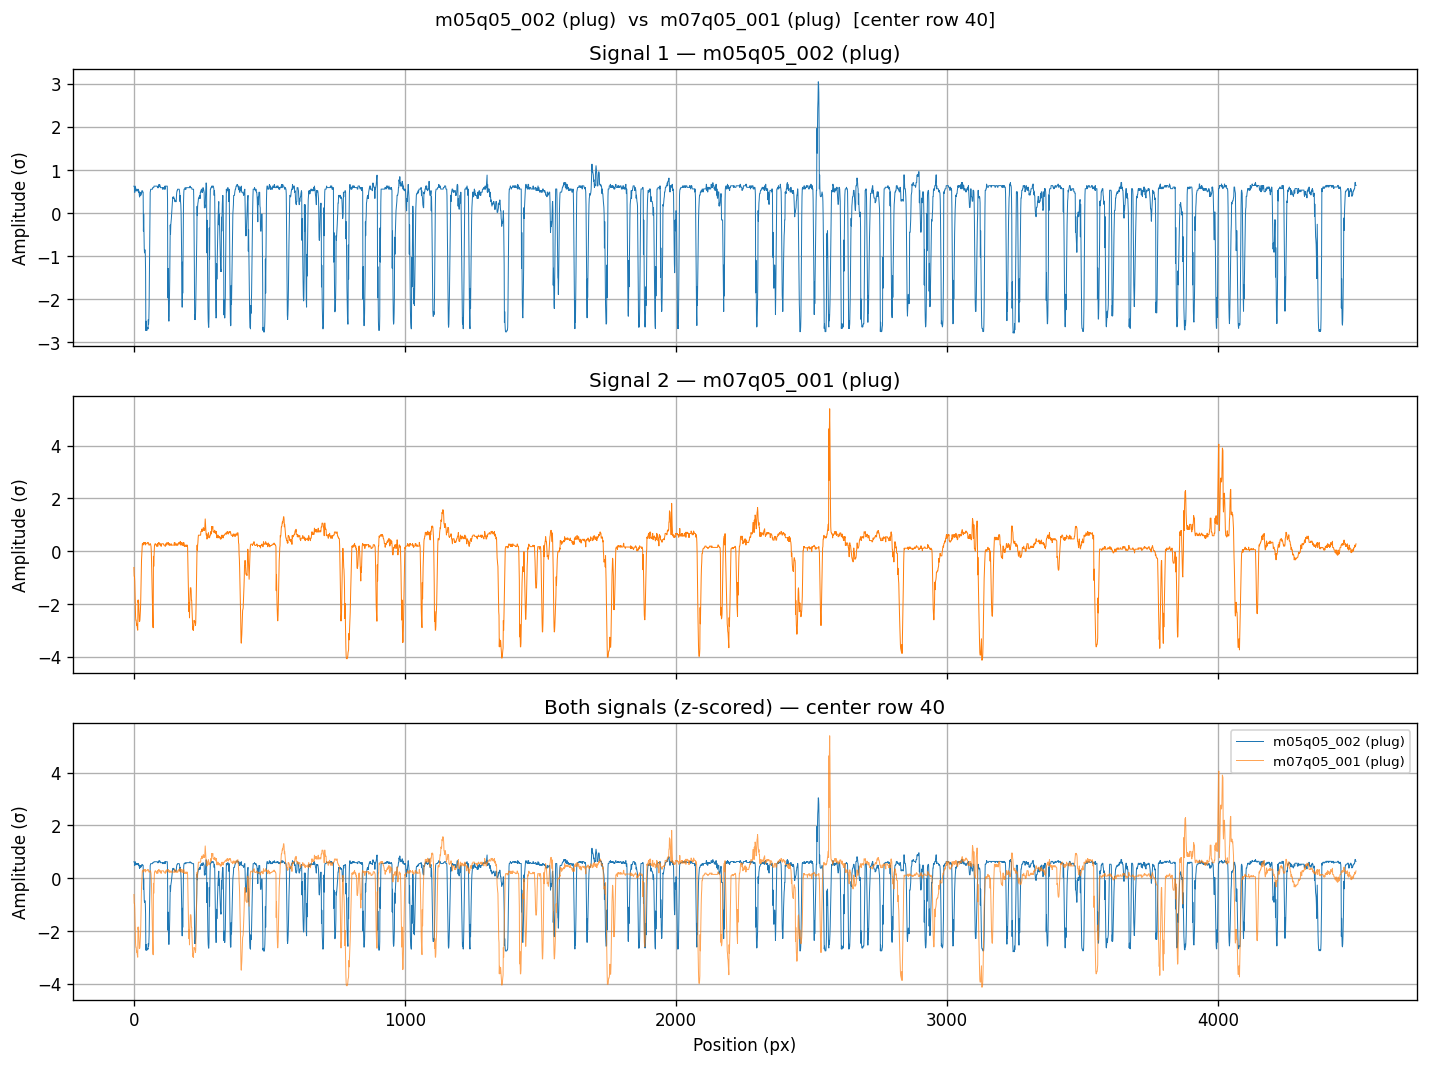 m05q05_002 (plug)  vs  m07q05_001 (plug)  [center row 40]
Signal 1 — m05q05_002 (plug)
3
2
1
0
−1
−2
−3
Amplitude (σ)
Signal 2 — m07q05_001 (plug)
4
2
0
−2
−4
Amplitude (σ)
Both signals (z-scored) — center row 40
m05q05_002 (plug)
m07q05_001 (plug)
4
2
0
−2
−4
Amplitude (σ)
0 1000 2000 3000 4000
Position (px)